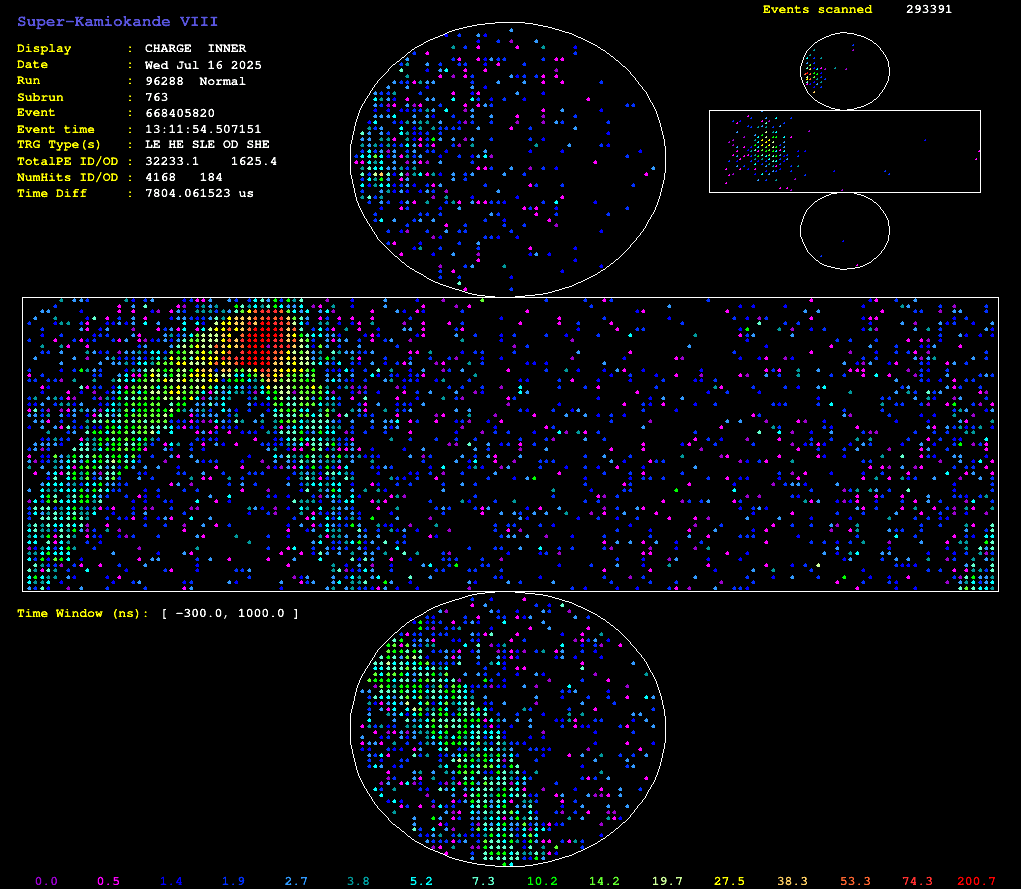 Super-Kamiokande VIII
Events scanned 293391
Display : CHARGE INNER
Date : Wed Jul 16 2025
Run : 96288 Normal
Subrun : 763
Event : 668405820
Event time : 13:11:54.507151
TRG Type(s) : LE HE SLE OD SHE
TotalPE ID/OD : 32233.1 1625.4
NumHits ID/OD : 4168 184
Time Diff : 7804.061523 us
Time Window (ns): [ -300.0, 1000.0 ]
0.0 0.5 1.4 1.9 2.7 3.8 5.2 7.3 10.2 14.2 19.7 27.5 38.3 53.3 74.3 200.7